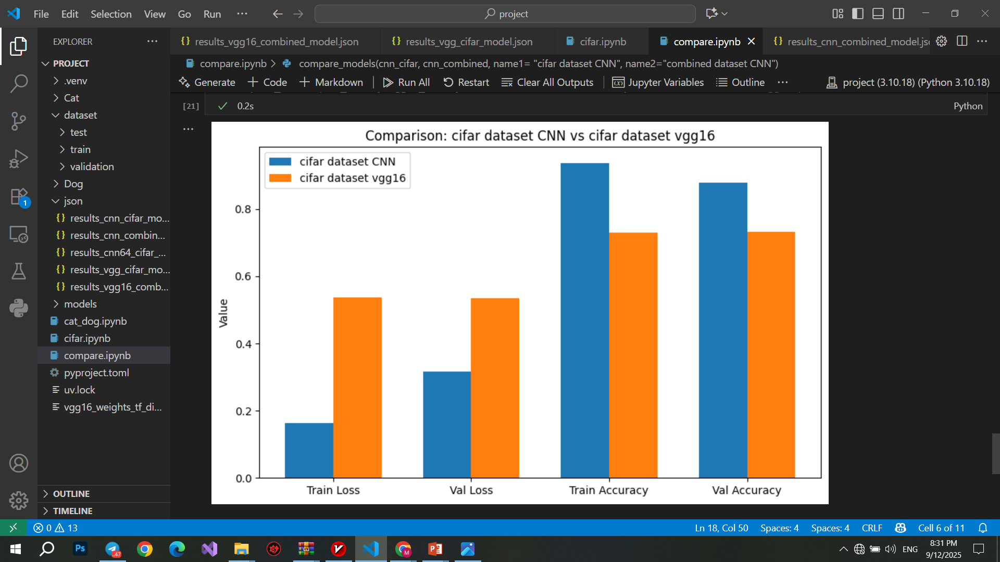 File Edit Selection View Go Run ···
project
EXPLORER ···
results_vgg16_combined_model.json
results_vgg_cifar_model.json
cifar.ipynb
compare.ipynb
results_cnn_combined_model.js
compare.ipynb > compare_models(cnn_cifar, cnn_combined, name1= "cifar dataset CNN", name2="combined dataset CNN")
Generate + Code + Markdown | Run All Restart Clear All Outputs | Jupyter Variables Outline ··· project (3.10.18) (Python 3.10.18)
PROJECT
.venv
Cat
dataset
test
train
validation
Dog
json
results_cnn_cifar_mo...
results_cnn_combin...
results_cnn64_cifar_...
results_vgg_cifar_mo...
results_vgg16_comb...
models
cat_dog.ipynb
cifar.ipynb
compare.ipynb
pyproject.toml
uv.lock
vgg16_weights_tf_di...
OUTLINE
TIMELINE
1
[21] 0.2s Python
···
Comparison: cifar dataset CNN vs cifar dataset vgg16
cifar dataset CNN
cifar dataset vgg16
Value
0.8
0.6
0.4
0.2
0.0
Train Loss Val Loss Train Accuracy Val Accuracy
0 13 Ln 18, Col 50 Spaces: 4 Spaces: 4 CRLF Cell 6 of 11
Ps
.47
M
P
ENG
8:31 PM
9/12/2025